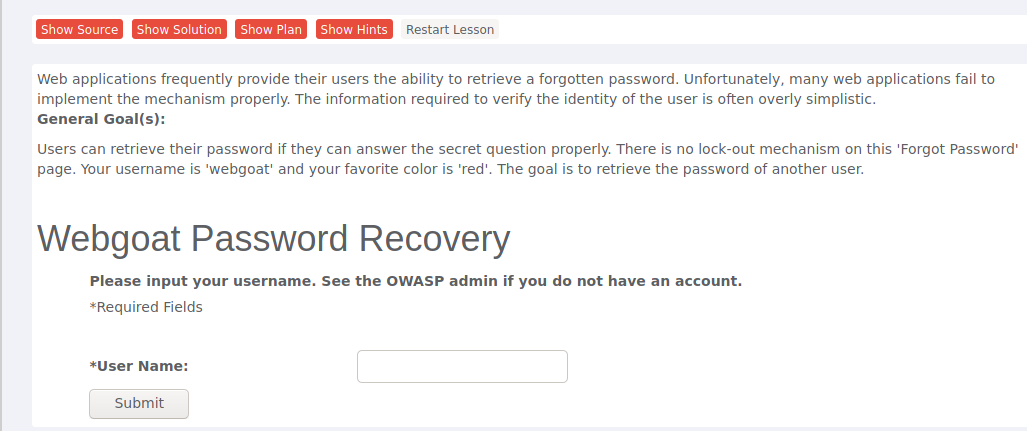 Show Source Show Solution Show Plan Show Hints Restart Lesson
Web applications frequently provide their users the ability to retrieve a forgotten password. Unfortunately, many web applications fail to
implement the mechanism properly. The information required to verify the identity of the user is often overly simplistic.
General Goal(s):
Users can retrieve their password if they can answer the secret question properly. There is no lock-out mechanism on this 'Forgot Password'
page. Your username is 'webgoat' and your favorite color is 'red'. The goal is to retrieve the password of another user.
Webgoat Password Recovery
Please input your username. See the OWASP admin if you do not have an account.
*Required Fields
*User Name:
Submit